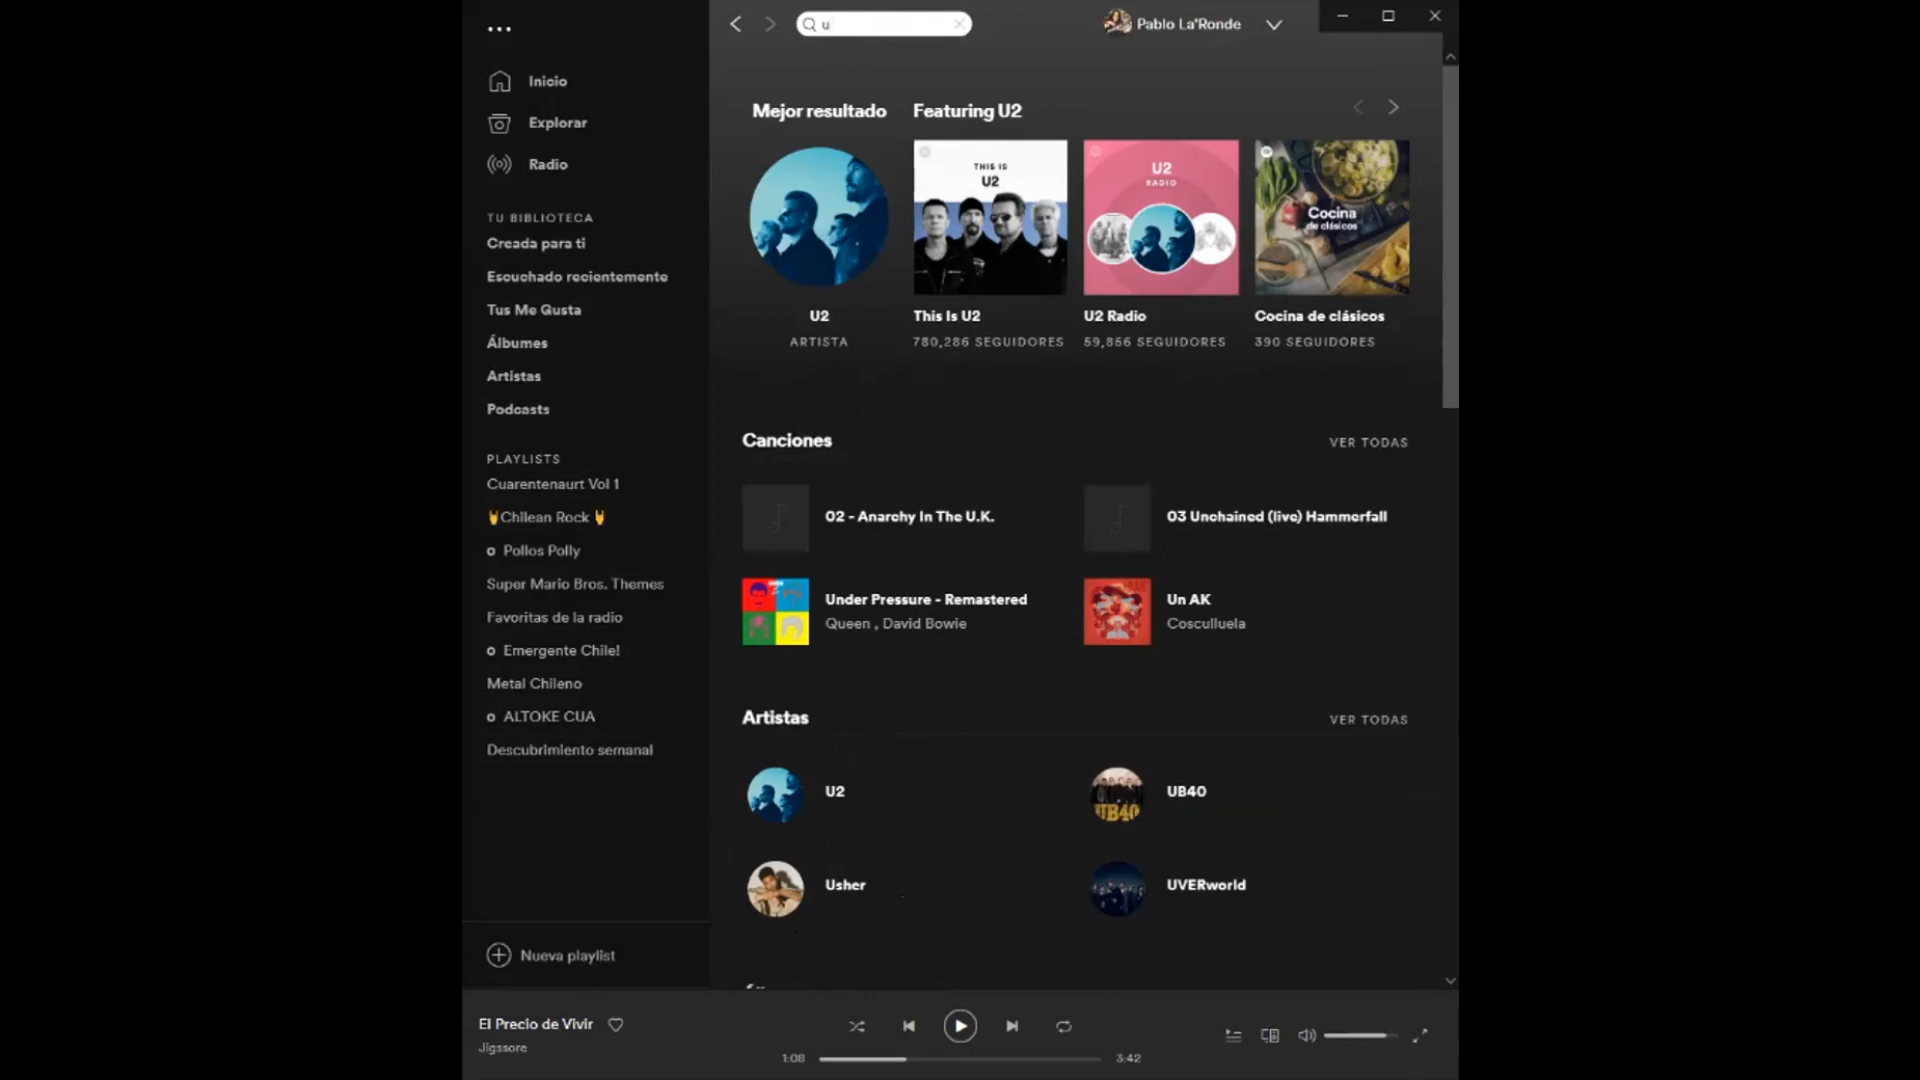 u
Pablo La'Ronde
Inicio
Explorar
Radio
TU BIBLIOTECA
Creada para ti
Escuchado recientemente
Tus Me Gusta
Álbumes
Artistas
Podcasts
PLAYLISTS
Cuarentenaurt Vol 1
🤘Chilean Rock 🤘
Pollos Polly
Super Mario Bros. Themes
Favoritas de la radio
Emergente Chile!
Metal Chileno
ALTOKE CUA
Descubrimiento semanal
Nueva playlist
Mejor resultado
U2
ARTISTA
Featuring U2
THIS IS
U2
This Is U2
780,286 SEGUIDORES
U2
RADIO
U2 Radio
59,856 SEGUIDORES
Cocina
de clásicos
Cocina de clásicos
390 SEGUIDORES
Canciones
VER TODAS
02 - Anarchy In The U.K.
03 Unchained (live) Hammerfall
Under Pressure - Remastered
Queen , David Bowie
Un AK
Cosculluela
Artistas
VER TODAS
U2
UB40
UB40
Usher
UVERworld
El Precio de Vivir
Jigssore
1:08
3:42